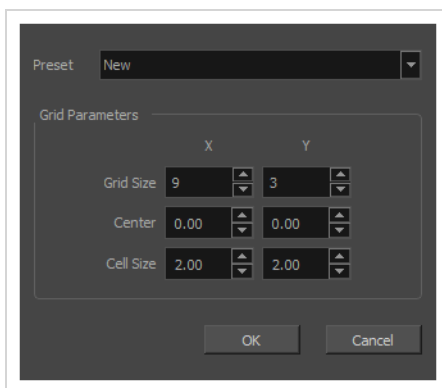 Preset New
Grid Parameters
X Y
Grid Size 9 3
Center 0.00 0.00
Cell Size 2.00 2.00
OK Cancel